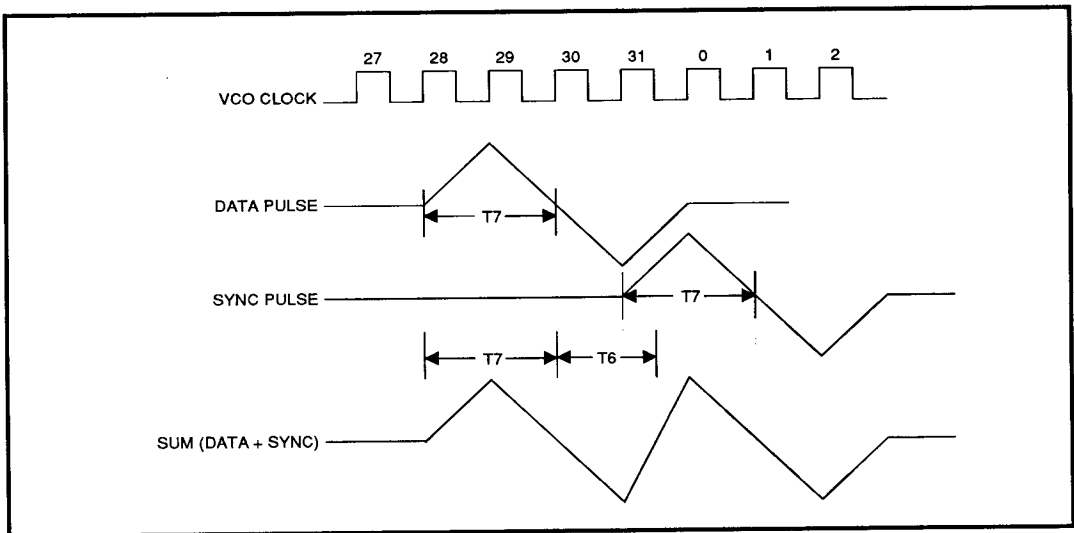 27 28 29 30 31 0 1 2
VCO CLOCK
DATA PULSE
T7
SYNC PULSE
T7
T7 T6
SUM (DATA + SYNC)